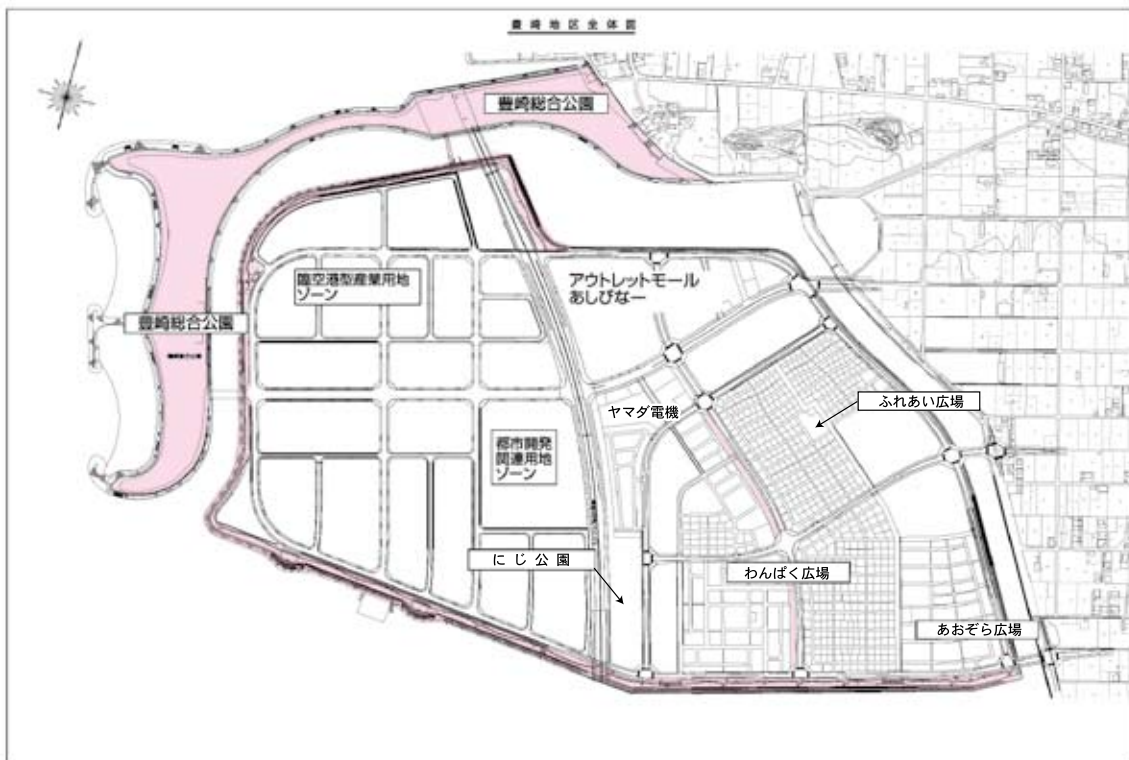 豊崎地区全体図
豊崎総合公園
臨空港型産業用地
ゾーン
アウトレットモール
あしびなー
豊崎総合公園
ヤマダ電機
ふれあい広場
都市開発
関連用地
ゾーン
にじ公園
わんぱく広場
あおぞら広場